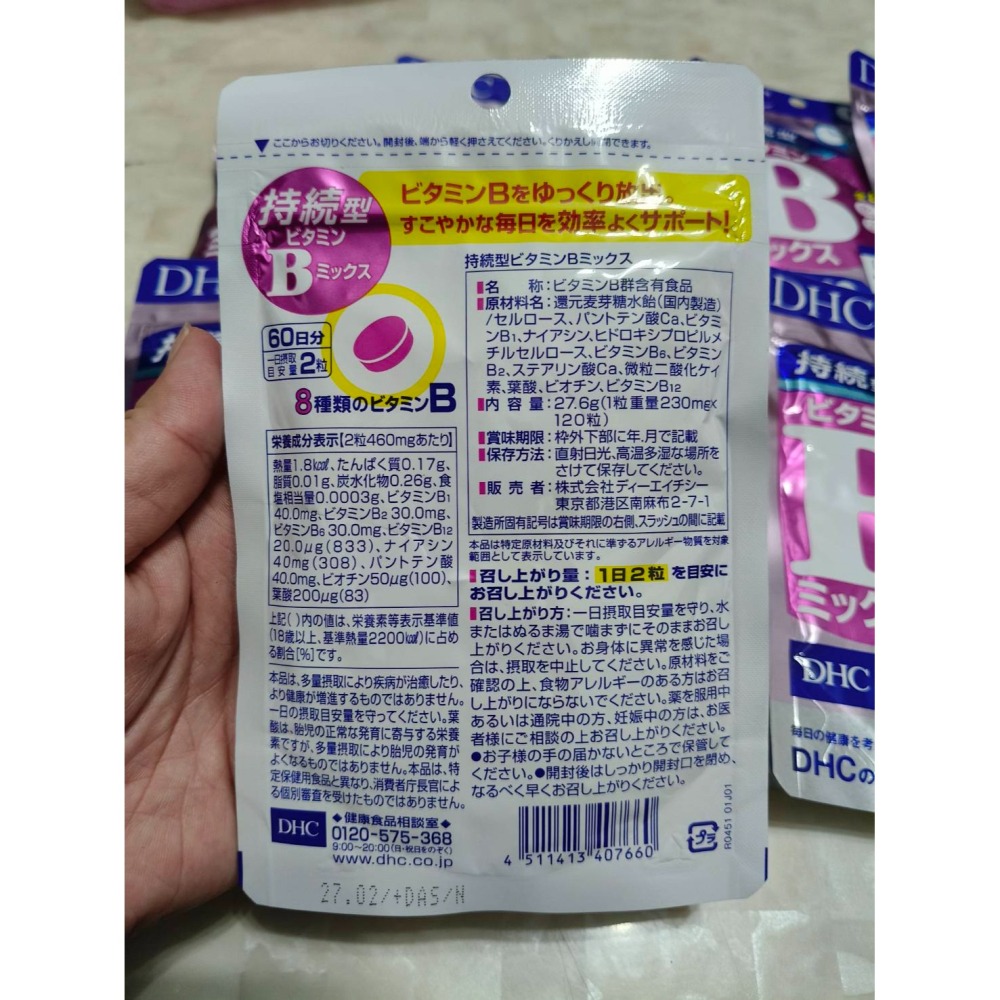 ▼ここからお切りください。開封後、端から軽く押さえてください。くりかえし開閉できます。
持続型
ビタミン
Bミックス
ビタミンBをゆっくり放出。
すこやかな毎日を効率よくサポート!
60日分
一日摂取
目安量 2粒
8種類のビタミンB
持続型ビタミンBミックス
名 称:ビタミンB群含有食品
原材料名:還元麦芽糖水飴(国内製造)
/セルロース、パントテン酸Ca、ビタミ
ンB1、ナイアシン、ヒドロキシプロピルメ
チルセルロース、ビタミンB6、ビタミン
B2、ステアリン酸Ca、微粒二酸化ケイ
素、葉酸、ビオチン、ビタミンB12
内 容 量:27.6g(1粒重量230mg×
120粒)
賞味期限:枠外下部に年、月で記載
保存方法:直射日光、高温多湿な場所を
さけて保存してください。
販 売 者:株式会社ディーエイチシー
東京都港区南麻布2-7-1
製造所固有記号は賞味期限の右側、スラッシュの間に記載
栄養成分表示[2粒460mgあたり]
熱量1.8kcal、たんぱく質0.17g、
脂質0.01g、炭水化物0.26g、食
塩相当量0.0003g、ビタミンB1
40.0mg、ビタミンB2 30.0mg、
ビタミンB6 30.0mg、ビタミンB12
20.0μg(833)、ナイアシン
40mg(308)、パントテン酸
40.0mg、ビオチン50μg(100)、
葉酸200μg(83)
上記( )内の値は、栄養素等表示基準値
(18歳以上、基準熱量2200kcal)に占め
る割合[%]です。
本品は、多量摂取により疾病が治癒したり、
より健康が増進するものではありません。
一日の摂取目安量を守ってください。葉
酸は、胎児の正常な発育に寄与する栄養
素ですが、多量摂取により胎児の発育が
よくなるものではありません。本品は、特
定保健用食品と異なり、消費者庁長官によ
る個別審査を受けたものではありません。
本品は特定原材料及びそれに準ずるアレルギー物質を対象
範囲として表示しています。
召し上がり量:1日2粒を目安に
お召し上がりください。
召し上がり方:一日摂取目安量を守り、水
またはぬるま湯で噛まずにそのままお召し
上がりください。お身体に異常を感じた場
合は、摂取を中止してください。原材料をご
確認の上、食物アレルギーのある方はお召
し上がりにならないでください。薬を服用中
あるいは通院中の方、妊娠中の方は、お医
者様にご相談の上お召し上がりください。
●お子様の手の届かないところで保管して
ください。●開封後はしっかり開封口を閉め、
なるべく早くお召し上がりください。
DHC
◆健康食品相談室◆
0120-575-368
9:00~20:00(日・祝日をのぞく)
www.dhc.co.jp
4 511413 407660
プラ
R0451 01J01
27.02/+DAS/N
DHC
B
ックス
DHC
持続
ビタミ
ミッ
DHC
毎日の健康を考
DHCの